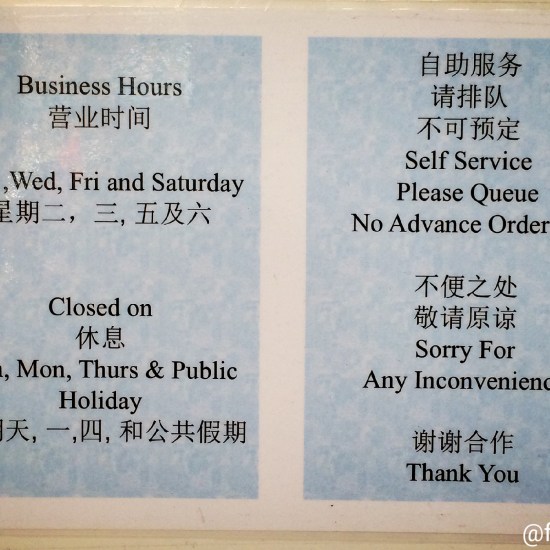 Business Hours
营业时间
,Wed, Fri and Saturday
星期二，三, 五及六
Closed on
休息
, Mon, Thurs & Public
Holiday
天, 一,四, 和公共假期
自助服务
请排队
不可预定
Self Service
Please Queue
No Advance Order
不便之处
敬请原谅
Sorry For
Any Inconvenienc
谢谢合作
Thank You
@f